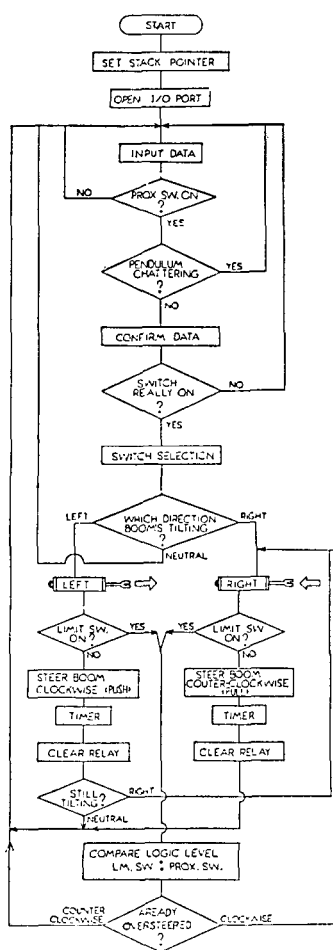 START
SET STACK POINTER
OPEN I/O PORT
INPUT DATA
NO
PROX SW. ON
?
YES
PENDULUM
CHATTERING
?
YES
NO
CONFIRM DATA
SWITCH
REALLY ON
?
NO
YES
SWITCH SELECTION
LEFT
WHICH DIRECTION
BOOM'S TILTING
?
RIGHT
NEUTRAL
LEFT
RIGHT
LIMIT SW.
ON?
YES
YES
LIMIT SW
ON?
NO
NO
STEER BOOM
CLOCKWISE (PUSH)
STEER BOOM
COUTER-CLOCKWISE
(PULL)
TIMER
TIMER
CLEAR RELAY
CLEAR RELAY
STILL
TILTING?
RIGHT
NEUTRAL
COMPARE LOGIC LEVEL
LM. SW : PROX. SW.
COUNTER
CLOCKWISE
AREADY
OVERSTEEPED
?
CLOCKWISE